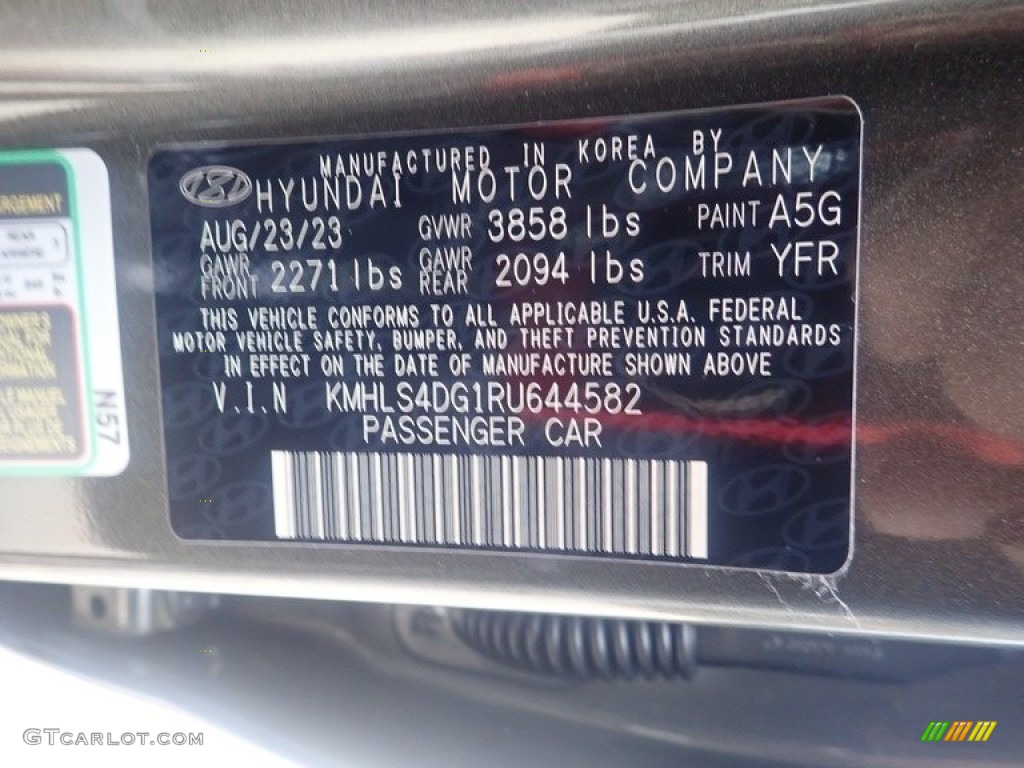 MANUFACTURED IN KOREA BY
HYUNDAI MOTOR COMPANY
AUG/23/23 GVWR 3858 lbs PAINT A5G
GAWR FRONT 2271 lbs GAWR REAR 2094 lbs TRIM YFR
THIS VEHICLE CONFORMS TO ALL APPLICABLE U.S.A. FEDERAL
MOTOR VEHICLE SAFETY, BUMPER, AND THEFT PREVENTION STANDARDS
IN EFFECT ON THE DATE OF MANUFACTURE SHOWN ABOVE
V.I.N KMHLS4DG1RU644582
PASSENGER CAR
N57
GTCARLOT.COM